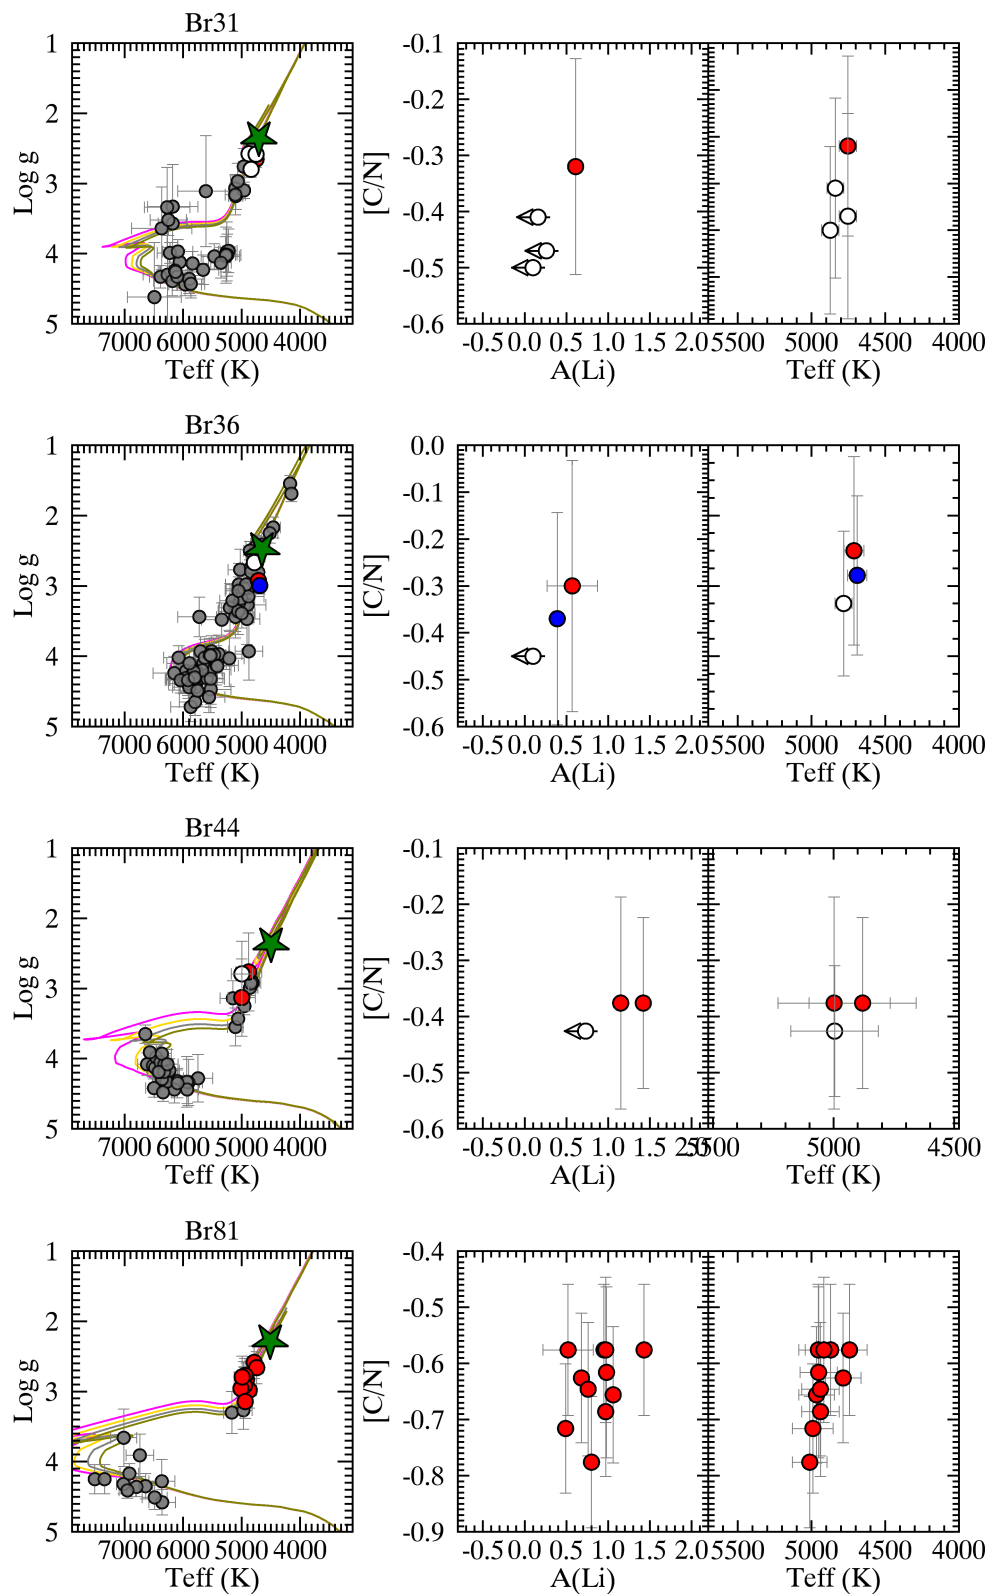 Br31
1
2
3
4
5
Log g
7000 6000 5000 4000
Teff (K)
-0.1
-0.3
-0.4
-0.5
-0.6
[C/N]
-0.5 0.0 0.5 1.0 1.5 2.0
A(Li)
5500 5000 4500 4000
Teff (K)
Br36
1
2
3
4
5
Log g
7000 6000 5000 4000
Teff (K)
0.0
-0.1
-0.2
-0.3
-0.4
-0.5
-0.6
[C/N]
-0.5 0.0 0.5 1.0 1.5 2.0
A(Li)
5500 5000 4500 4000
Teff (K)
Br44
1
2
3
4
5
Log g
7000 6000 5000 4000
Teff (K)
-0.1
-0.3
-0.4
-0.5
-0.6
[C/N]
-0.5 0.0 0.5 1.0 1.5 2.0
A(Li)
5500 5000 4500
Teff (K)
Br81
1
2
3
4
5
Log g
7000 6000 5000 4000
Teff (K)
-0.4
-0.5
-0.6
-0.7
-0.8
-0.9
[C/N]
-0.5 0.0 0.5 1.0 1.5 2.0
A(Li)
5500 5000 4500 4000
Teff (K)